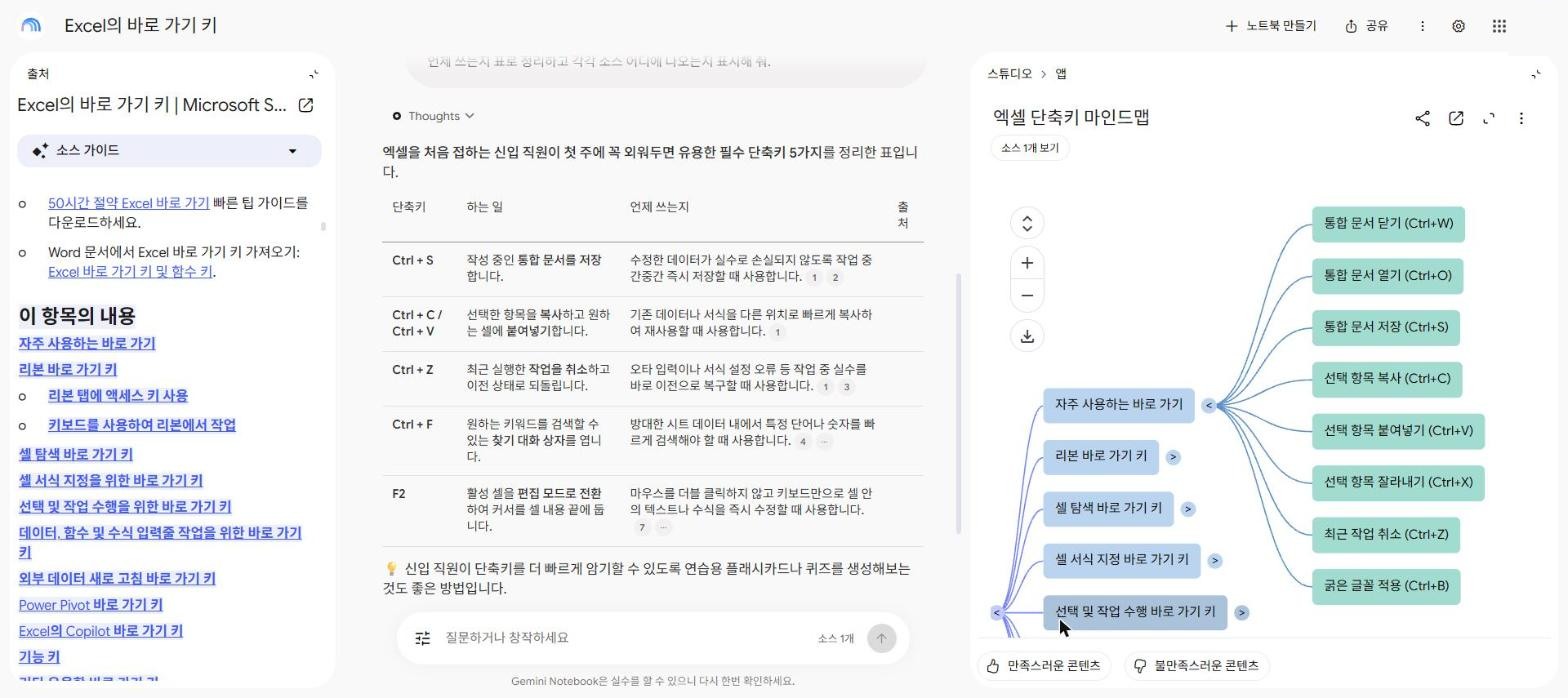 Excel의 바로 가기 키
노트북 만들기
공유
출처
Excel의 바로 가기 키 | Microsoft S...
소스 가이드
50시간 절약 Excel 바로 가기 빠른 팁 가이드를
다운로드하세요.
Word 문서에서 Excel 바로 가기 키 가져오기:
Excel 바로 가기 키 및 함수 키.
이 항목의 내용
자주 사용하는 바로 가기
리본 바로 가기 키
리본 탭에 액세스 키 사용
키보드를 사용하여 리본에서 작업
셀 탐색 바로 가기 키
셀 서식 지정을 위한 바로 가기 키
선택 및 작업 수행을 위한 바로 가기 키
데이터, 함수 및 수식 입력줄 작업을 위한 바로 가기
키
외부 데이터 새로 고침 바로 가기 키
Power Pivot 바로 가기 키
Excel의 Copilot 바로 가기 키
기능 키
언제 쓰는지 표로 정리하고 각각 소스 어디에 나오는지 표시해 줘.
Thoughts
엑셀을 처음 접하는 신입 직원이 첫 주에 꼭 외워두면 유용한 필수 단축키 5가지를 정리한 표입니
다.
단축키 하는 일 언제 쓰는지 출
처
Ctrl + S 작성 중인 통합 문서를 저장 수정한 데이터가 실수로 손실되지 않도록 작업 중
합니다. 간중간 즉시 저장할 때 사용합니다. 1 2
Ctrl + C / 선택한 항목을 복사하고 원하 기존 데이터나 서식을 다른 위치로 빠르게 복사하
Ctrl + V 는 셀에 붙여넣기합니다. 여 재사용할 때 사용합니다. 1
Ctrl + Z 최근 실행한 작업을 취소하고 오타 입력이나 서식 설정 오류 등 작업 중 실수를
이전 상태로 되돌립니다. 바로 이전으로 복구할 때 사용합니다. 1 3
Ctrl + F 원하는 키워드를 검색할 수 방대한 시트 데이터 내에서 특정 단어나 숫자를 빠
있는 찾기 대화 상자를 엽니 르게 검색해야 할 때 사용합니다. 4 ...
다.
F2 활성 셀을 편집 모드로 전환 마우스를 더블 클릭하지 않고 키보드만으로 셀 안
하여 커서를 셀 내용 끝에 둡 의 텍스트나 수식을 즉시 수정할 때 사용합니다.
니다. 7 ...
💡 신입 직원이 단축키를 더 빠르게 암기할 수 있도록 연습용 플래시카드나 퀴즈를 생성해보는
것도 좋은 방법입니다.
질문하거나 창작하세요
소스 1개
Gemini Notebook은 실수를 할 수 있으니 다시 한번 확인하세요.
스튜디오 > 앱
엑셀 단축키 마인드맵
소스 1개 보기
자주 사용하는 바로 가기 <
리본 바로 가기 키 >
셀 탐색 바로 가기 키 >
셀 서식 지정 바로 가기 키 >
< 선택 및 작업 수행 바로 가기 키 >
통합 문서 닫기 (Ctrl+W)
통합 문서 열기 (Ctrl+O)
통합 문서 저장 (Ctrl+S)
선택 항목 복사 (Ctrl+C)
선택 항목 붙여넣기 (Ctrl+V)
선택 항목 잘라내기 (Ctrl+X)
최근 작업 취소 (Ctrl+Z)
굵은 글꼴 적용 (Ctrl+B)
만족스러운 콘텐츠
불만족스러운 콘텐츠